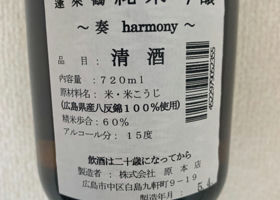 蓬莱鶴 純米吟醸
～奏 harmony～
品目：清酒
内容量：720ml
原材料名：米・米こうじ
(広島県産八反錦100%使用)
精米歩合：60%
アルコール分：15度
飲酒は二十歳になってから
製造者：株式会社 原本店
広島市中区白島九軒町9-19
製造年月：5.4